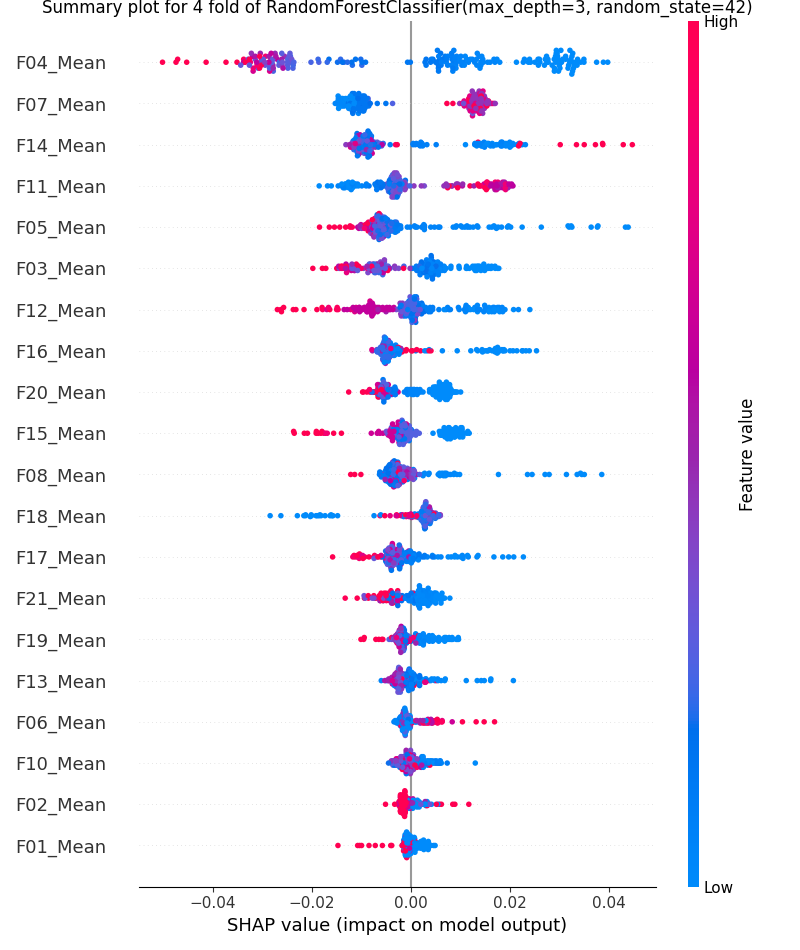 Summary plot for 4 fold of RandomForestClassifier(max_depth=3, random_state=42)
High
F04_Mean
F07_Mean
F14_Mean
F11_Mean
F05_Mean
F03_Mean
F12_Mean
F16_Mean
F20_Mean
F15_Mean
F08_Mean
F18_Mean
F17_Mean
F21_Mean
F19_Mean
F13_Mean
F06_Mean
F10_Mean
F02_Mean
F01_Mean
Feature value
Low
−0.04 −0.02 0.00 0.02 0.04
SHAP value (impact on model output)